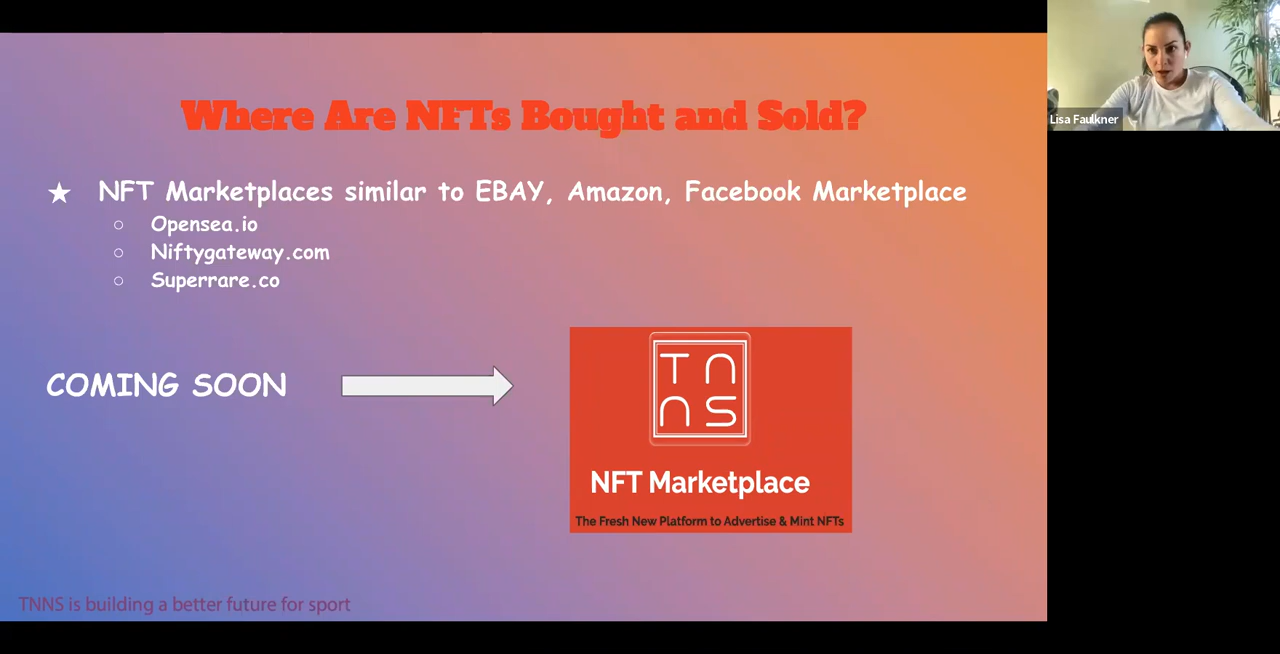 Where Are NFTs Bought and Sold?
★ NFT Marketplaces similar to EBAY, Amazon, Facebook Marketplace
○ Opensea.io
○ Niftygateway.com
○ Superrare.co
COMING SOON
T N
N S
NFT Marketplace
The Fresh New Platform to Advertise & Mint NFTs
TNNS is building a better future for sport
Lisa Faulkner